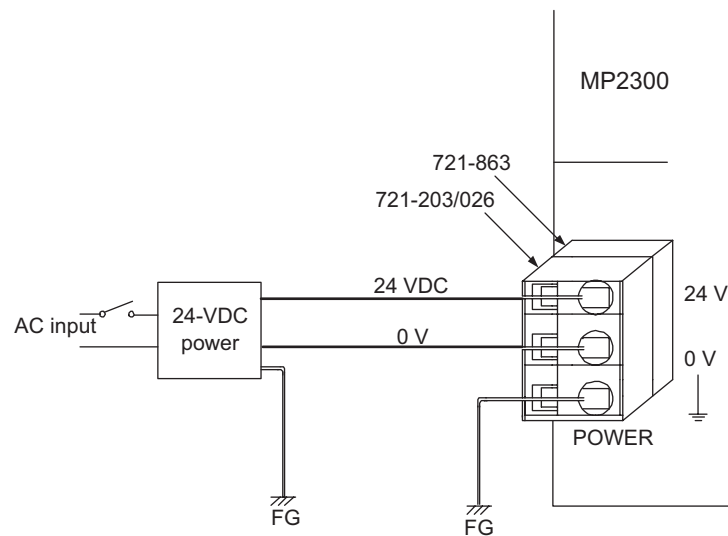 MP2300
721-863
721-203/026
24 VDC
24 V
AC input
24-VDC
power
0 V
0 V
POWER
FG
FG